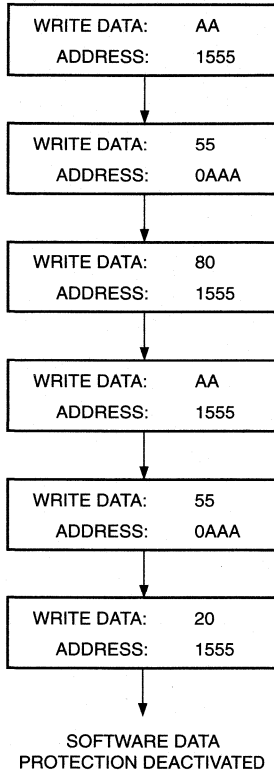 WRITE DATA: AA
ADDRESS: 1555
WRITE DATA: 55
ADDRESS: 0AAA
WRITE DATA: 80
ADDRESS: 1555
WRITE DATA: AA
ADDRESS: 1555
WRITE DATA: 55
ADDRESS: 0AAA
WRITE DATA: 20
ADDRESS: 1555
SOFTWARE DATA
PROTECTION DEACTIVATED